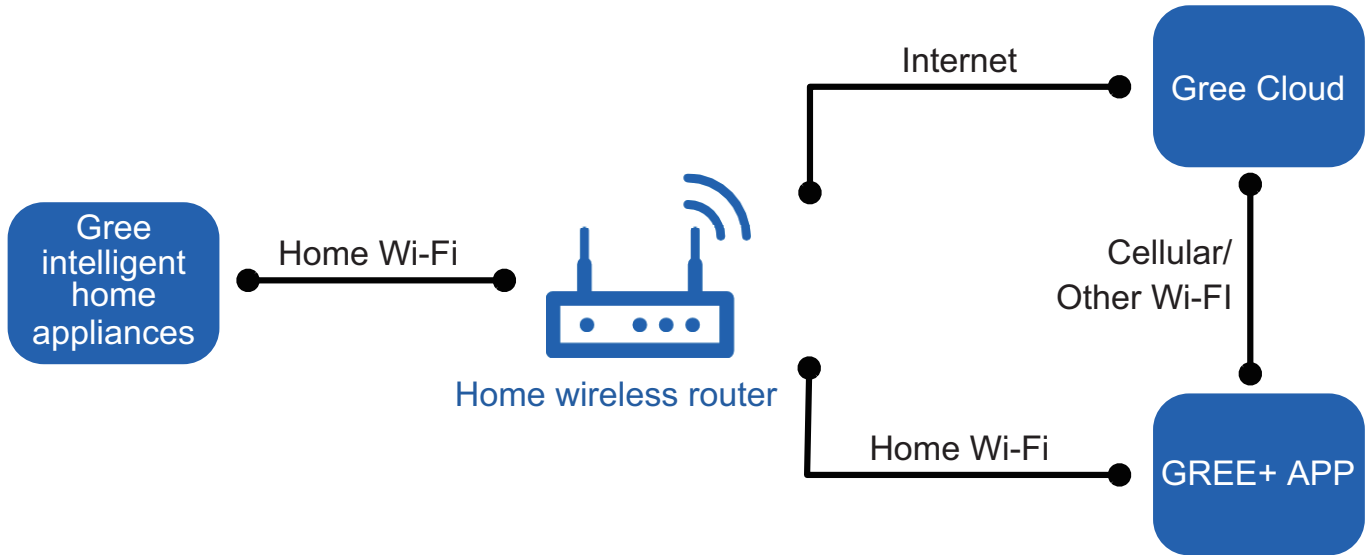 Internet
Gree Cloud
Gree
intelligent
home
appliances
Home Wi-Fi
Cellular/
Other Wi-FI
Home wireless router
Home Wi-Fi
GREE+ APP